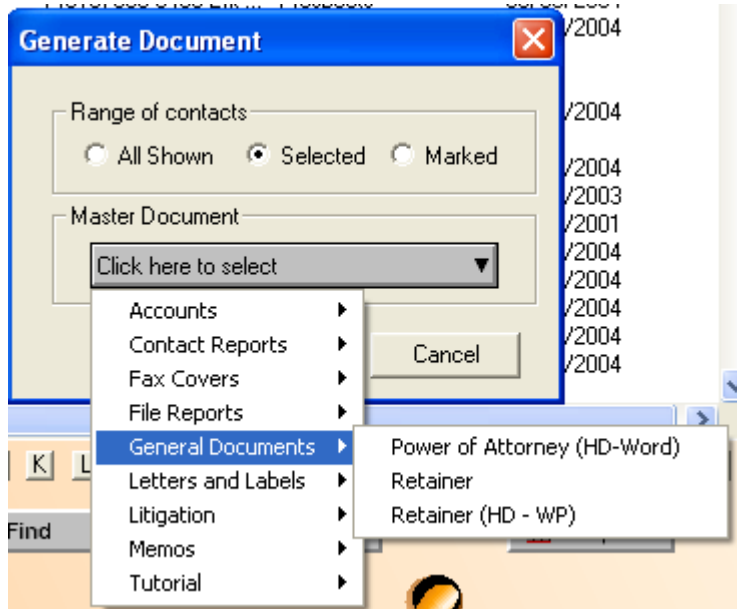 Generate Document
/2004
Range of contacts
/2004
All Shown Selected Marked
/2004
/2003
Master Document
/2001
/2004
Click here to select
/2004
/2004
Accounts
/2004
Contact Reports
Cancel
/2004
Fax Covers
File Reports
General Documents
Power of Attorney (HD-Word)
K L
Letters and Labels
Retainer
Litigation
Retainer (HD - WP)
Find
Memos
Tutorial